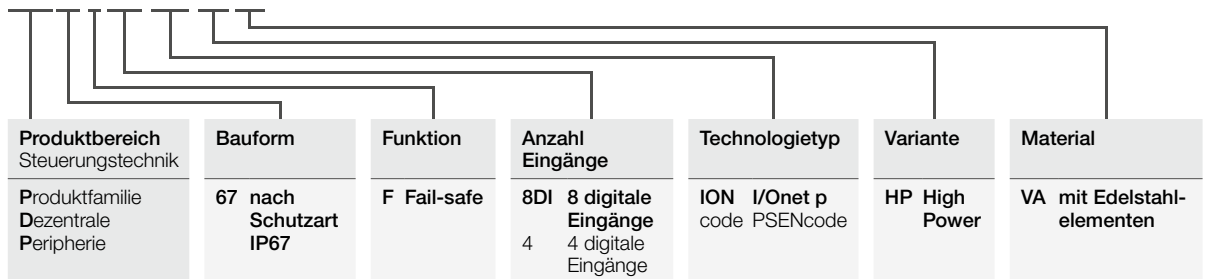 Produktbereich
Steuerungstechnik
Produktfamilie
Dezentrale
Peripherie
Bauform
67 nach
Schutzart
IP67
Funktion
F Fail-safe
Anzahl
Eingänge
8DI 8 digitale
Eingänge
4 4 digitale
Eingänge
Technologietyp
ION I/Onet p
code PSENcode
Variante
HP High
Power
Material
VA mit Edelstahl-
elementen